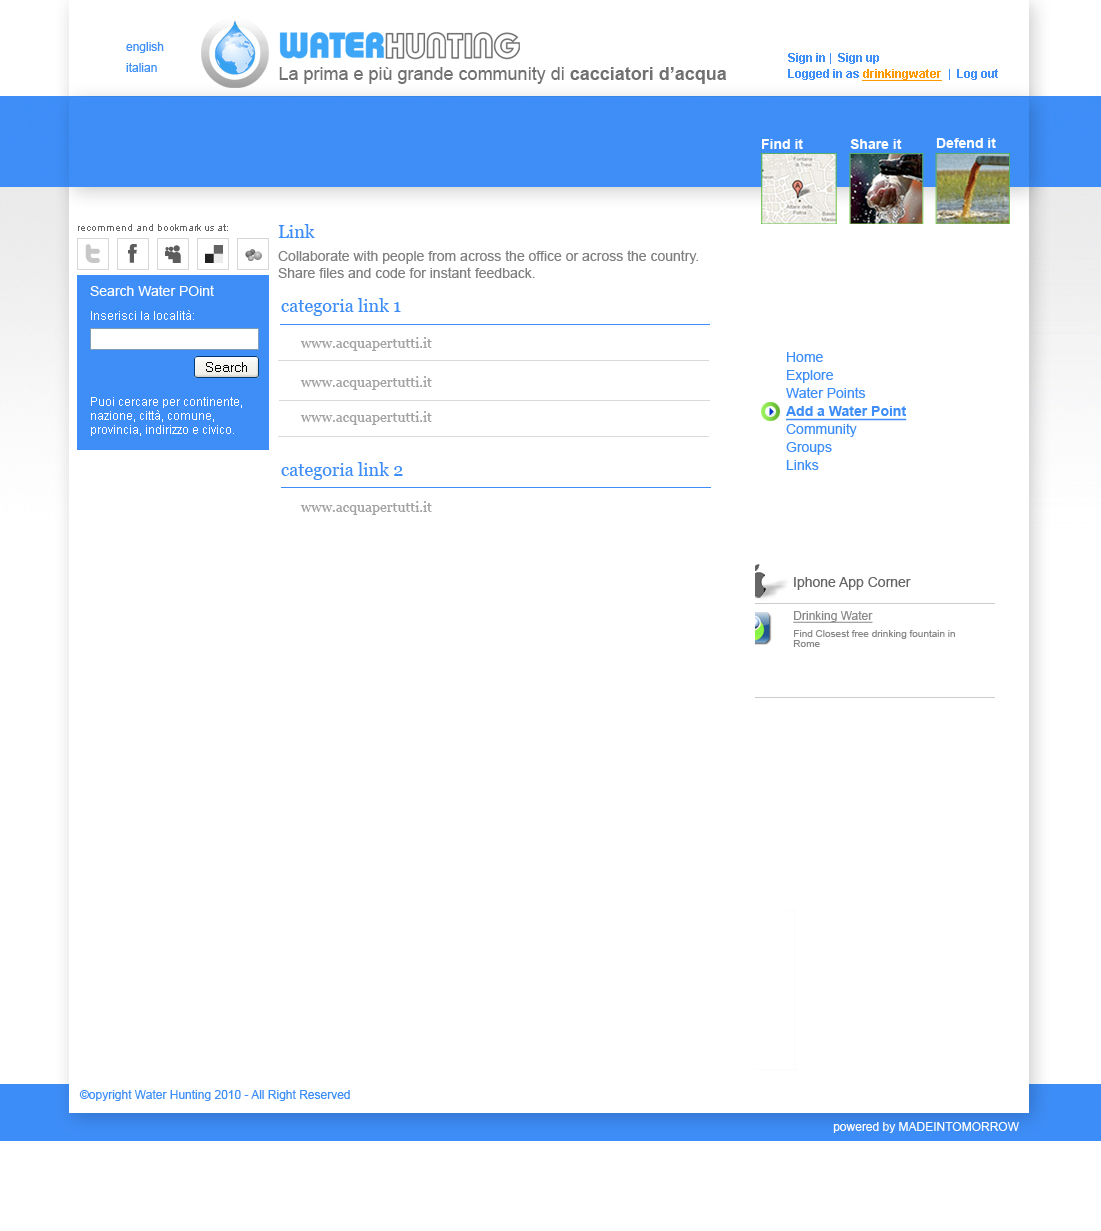 english
italian
WATERHUNTING
La prima e più grande community di cacciatori d'acqua
Sign in | Sign up
Logged in as drinkingwater | Log out
Find it
Share it
Defend it
Fontana
di Trevi
Altare della
Patria
recommend and bookmark us at:
Search Water POint
Inserisci la località:
Search
Puoi cercare per continente,
nazione, città, comune,
provincia, indirizzo e civico.
Link
Collaborate with people from across the office or across the country.
Share files and code for instant feedback.
categoria link 1
www.acquapertutti.it
www.acquapertutti.it
www.acquapertutti.it
categoria link 2
www.acquapertutti.it
Home
Explore
Water Points
Add a Water Point
Community
Groups
Links
Iphone App Corner
Drinking Water
Find Closest free drinking fountain in
Rome
©opyright Water Hunting 2010 - All Right Reserved
powered by MADEINTOMORROW